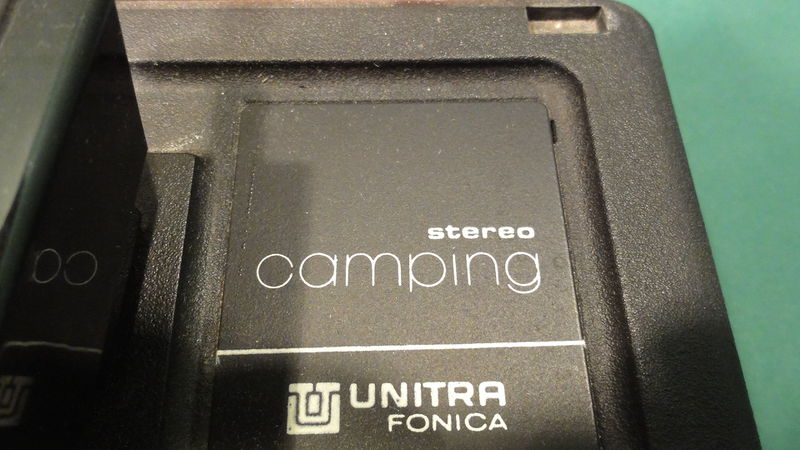 stereo
camping
UNITRA
FONICA